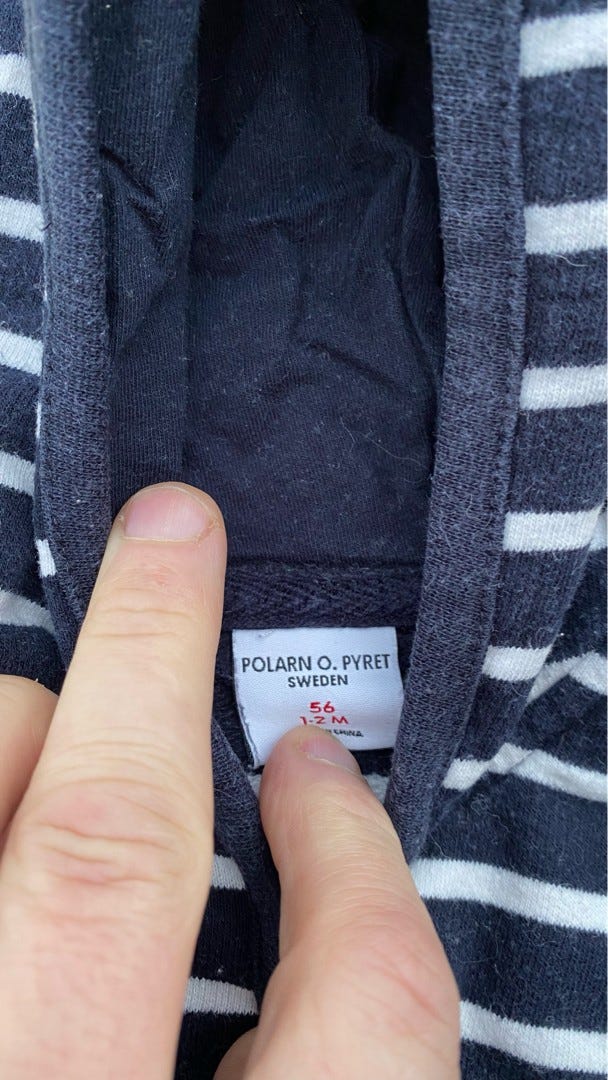 POLARN O. PYRET
SWEDEN
56
1-2 M